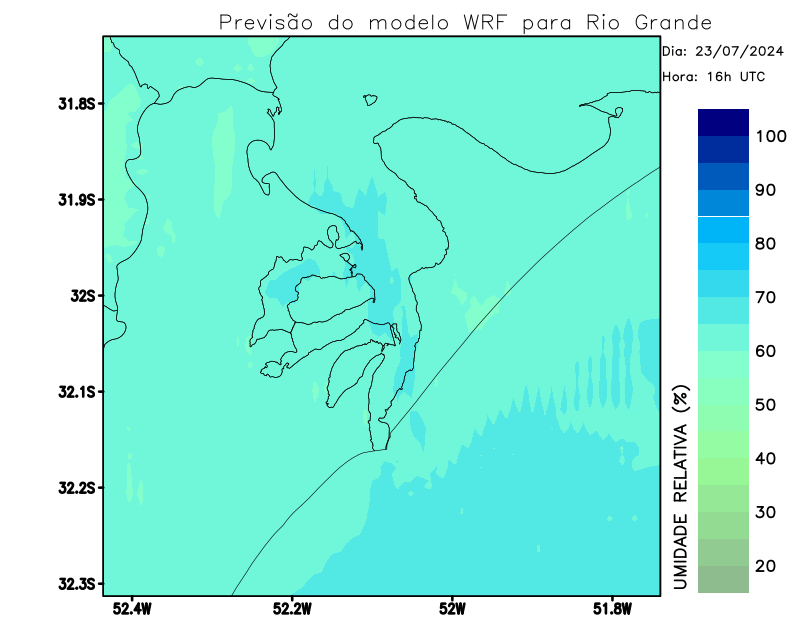 Previsão do modelo WRF para Rio Grande
Dia: 23/07/2024
Hora: 16h UTC
31.8S
31.9S
32S
32.1S
32.2S
32.3S
52.4W
52.2W
52W
51.8W
UMIDADE RELATIVA (%)
100
90
80
70
60
50
40
30
20